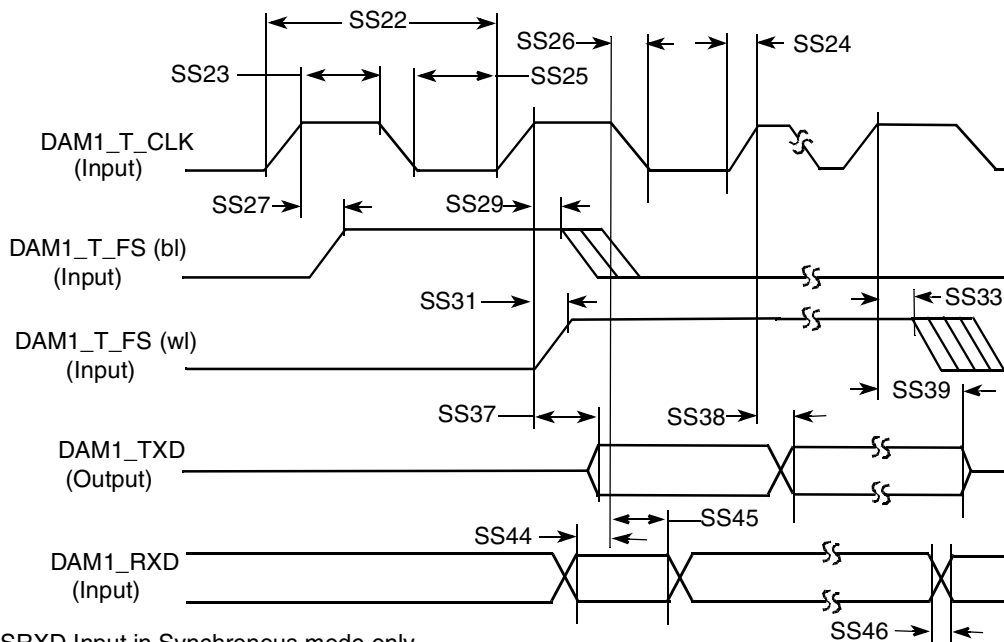 SS22
SS26
SS24
SS23
SS25
DAM1_T_CLK
(Input)
SS27
SS29
DAM1_T_FS (bl)
(Input)
SS31
SS33
DAM1_T_FS (wl)
(Input)
SS39
SS37
SS38
DAM1_TXD
(Output)
SS45
SS44
DAM1_RXD
(Input)
SS46
SRXD Input in Synchronous mode only